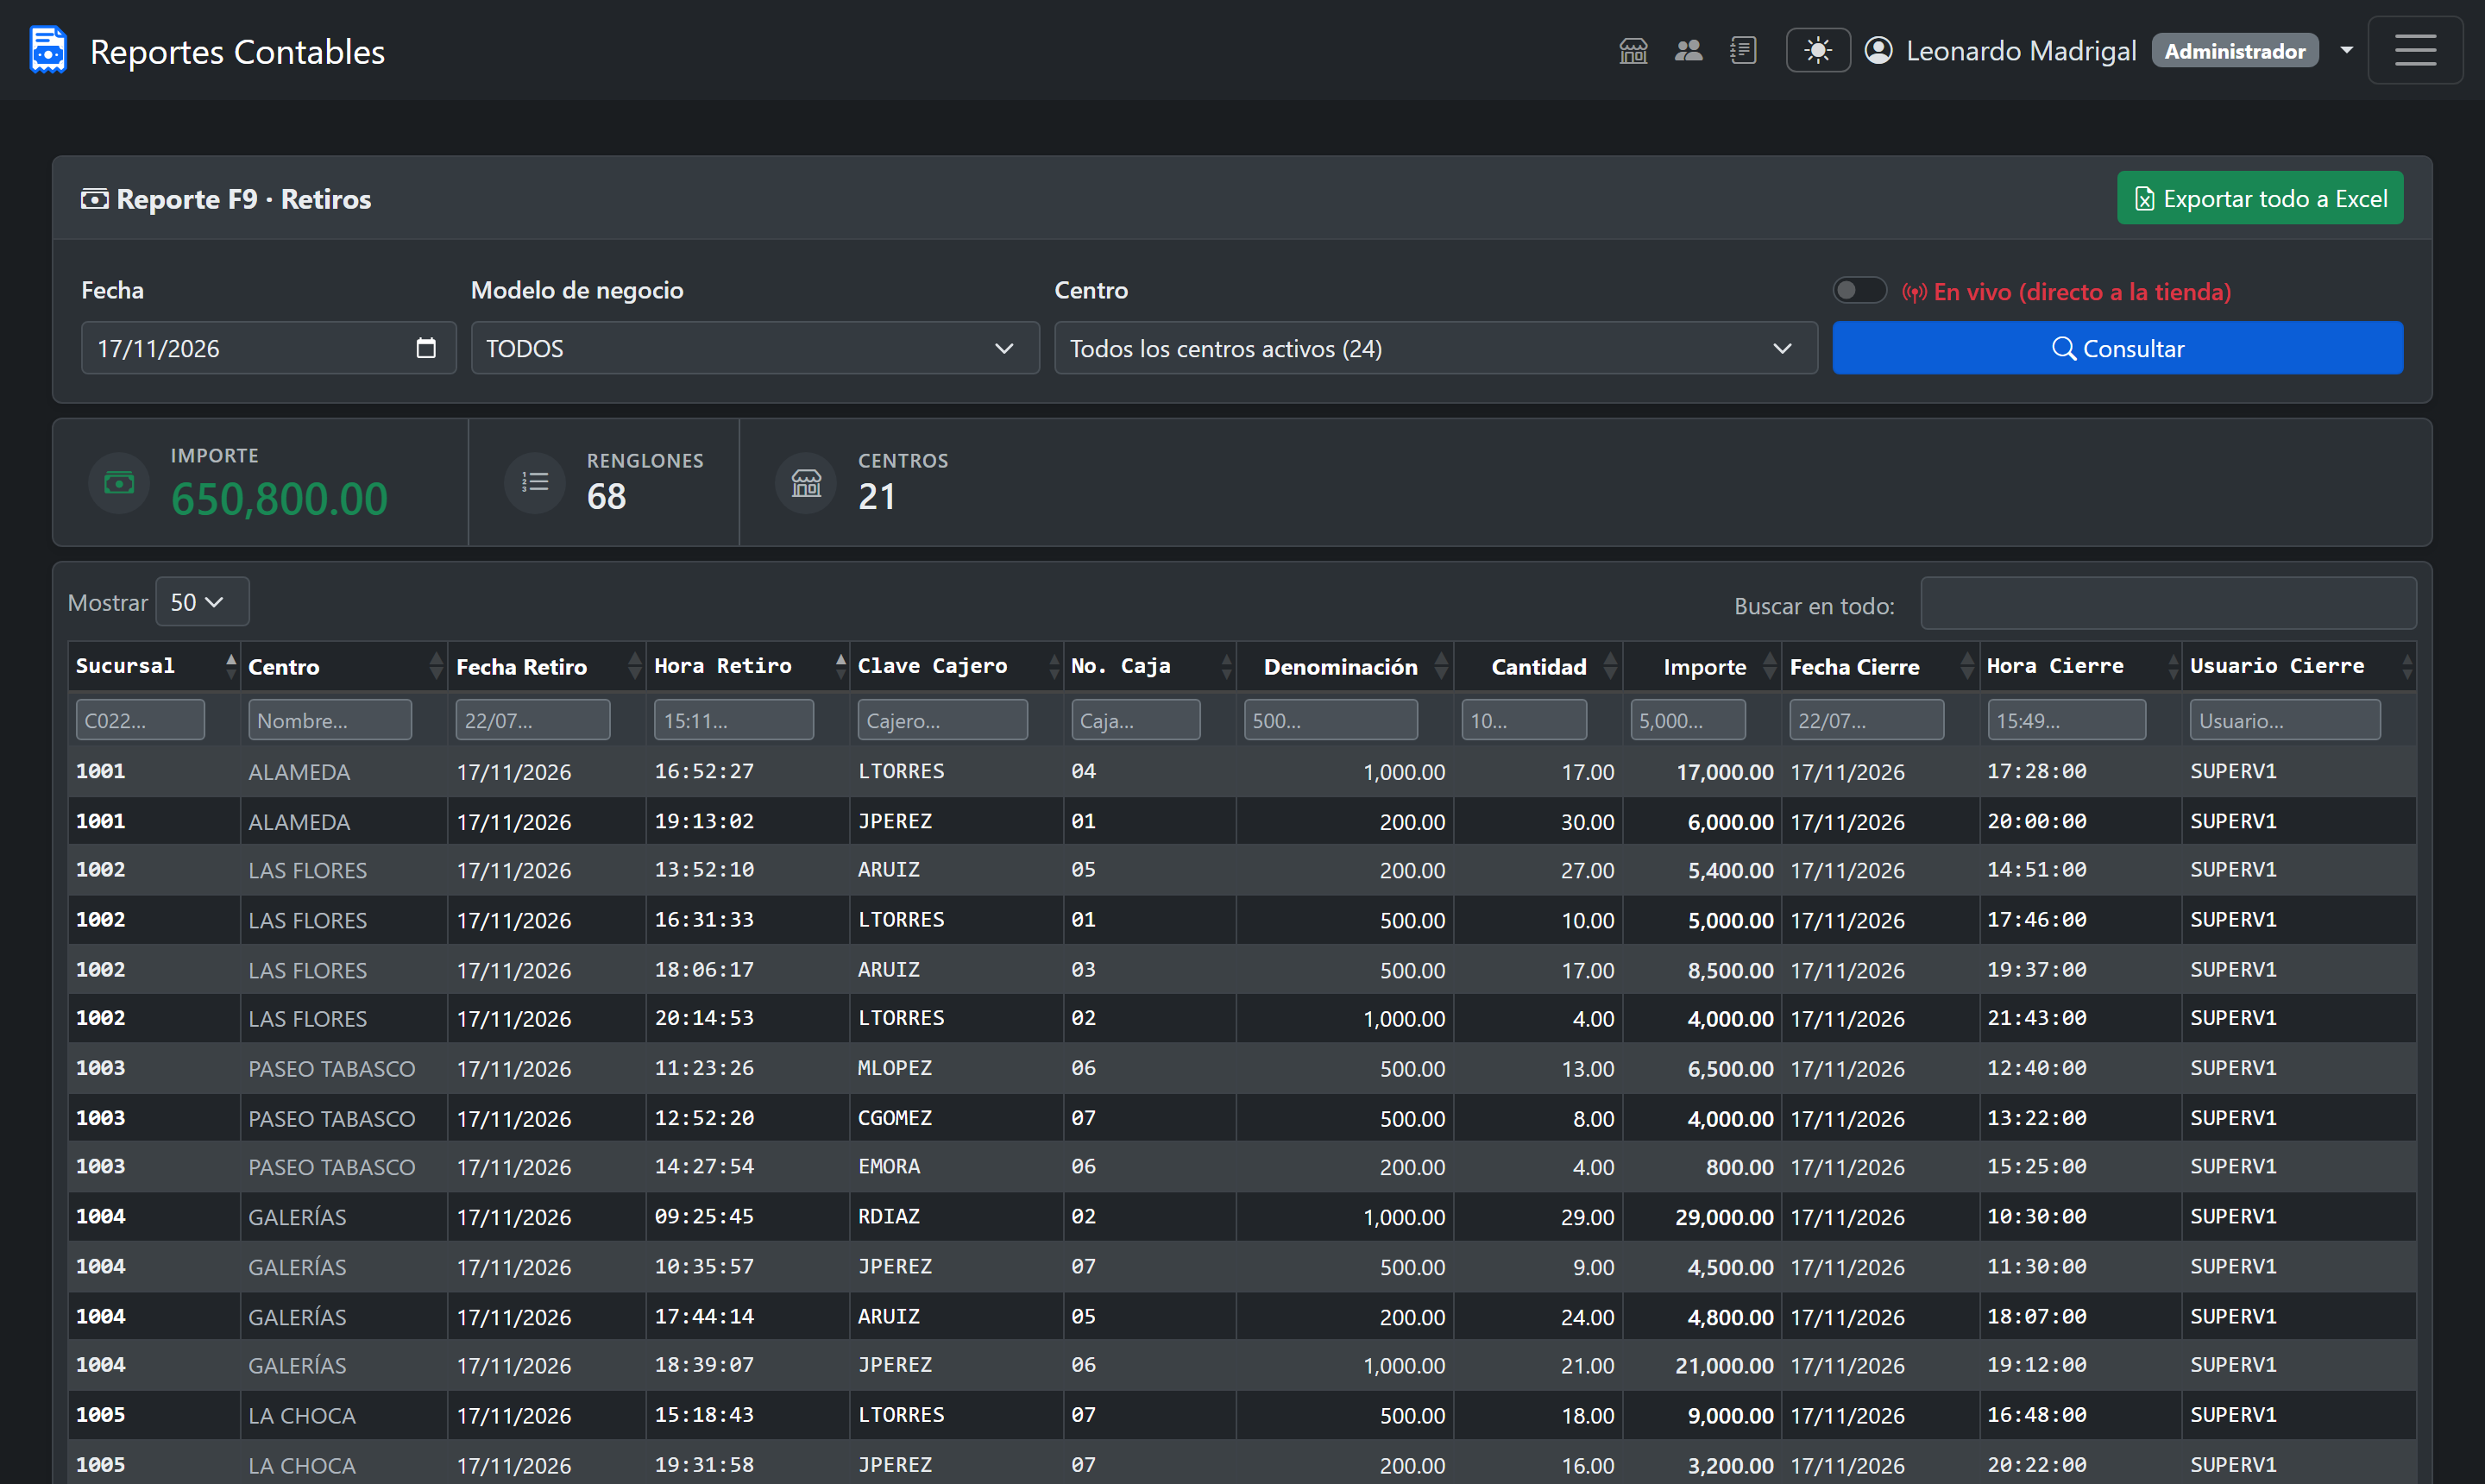 Reportes Contables
Leonardo Madrigal Administrador
Reporte F9 · Retiros
Exportar todo a Excel
Fecha Modelo de negocio Centro En vivo (directo a la tienda)
17/11/2026 TODOS Todos los centros activos (24) Consultar
IMPORTE RENGLONES CENTROS
650,800.00 68 21
Mostrar 50 Buscar en todo:
Sucursal Centro Fecha Retiro Hora Retiro Clave Cajero No. Caja Denominación Cantidad Importe Fecha Cierre Hora Cierre Usuario Cierre
C022... Nombre... 22/07... 15:11... Cajero... Caja... 500... 10... 5,000... 22/07... 15:49... Usuario...
1001 ALAMEDA 17/11/2026 16:52:27 LTORRES 04 1,000.00 17.00 17,000.00 17/11/2026 17:28:00 SUPERV1
1001 ALAMEDA 17/11/2026 19:13:02 JPEREZ 01 200.00 30.00 6,000.00 17/11/2026 20:00:00 SUPERV1
1002 LAS FLORES 17/11/2026 13:52:10 ARUIZ 05 200.00 27.00 5,400.00 17/11/2026 14:51:00 SUPERV1
1002 LAS FLORES 17/11/2026 16:31:33 LTORRES 01 500.00 10.00 5,000.00 17/11/2026 17:46:00 SUPERV1
1002 LAS FLORES 17/11/2026 18:06:17 ARUIZ 03 500.00 17.00 8,500.00 17/11/2026 19:37:00 SUPERV1
1002 LAS FLORES 17/11/2026 20:14:53 LTORRES 02 1,000.00 4.00 4,000.00 17/11/2026 21:43:00 SUPERV1
1003 PASEO TABASCO 17/11/2026 11:23:26 MLOPEZ 06 500.00 13.00 6,500.00 17/11/2026 12:40:00 SUPERV1
1003 PASEO TABASCO 17/11/2026 12:52:20 CGOMEZ 07 500.00 8.00 4,000.00 17/11/2026 13:22:00 SUPERV1
1003 PASEO TABASCO 17/11/2026 14:27:54 EMORA 06 200.00 4.00 800.00 17/11/2026 15:25:00 SUPERV1
1004 GALERÍAS 17/11/2026 09:25:45 RDIAZ 02 1,000.00 29.00 29,000.00 17/11/2026 10:30:00 SUPERV1
1004 GALERÍAS 17/11/2026 10:35:57 JPEREZ 07 500.00 9.00 4,500.00 17/11/2026 11:30:00 SUPERV1
1004 GALERÍAS 17/11/2026 17:44:14 ARUIZ 05 200.00 24.00 4,800.00 17/11/2026 18:07:00 SUPERV1
1004 GALERÍAS 17/11/2026 18:39:07 JPEREZ 06 1,000.00 21.00 21,000.00 17/11/2026 19:12:00 SUPERV1
1005 LA CHOCA 17/11/2026 15:18:43 LTORRES 07 500.00 18.00 9,000.00 17/11/2026 16:48:00 SUPERV1
1005 LA CHOCA 17/11/2026 19:31:58 JPEREZ 07 200.00 16.00 3,200.00 17/11/2026 20:22:00 SUPERV1